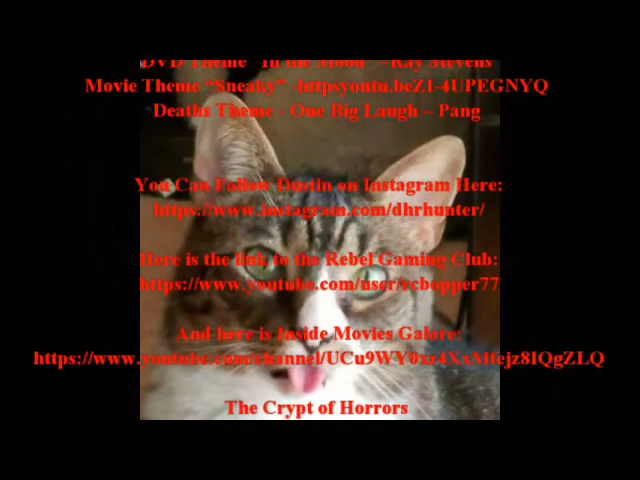 DVD Theme "In the Mood" –Ray Stevens
Movie Theme "Sneaky" -httpsyoutu.beZ1-4UPEGNYQ
Deaths Theme - One Big Laugh – Pang
You Can Follow Dustin on Instagram Here:
https://www.instagram.com/dhrhunter/
Here is the link to the Rebel Gaming Club:
https://www.youtube.com/user/rcbopper77
And here is Inside Movies Galore:
The Crypt of Horrors